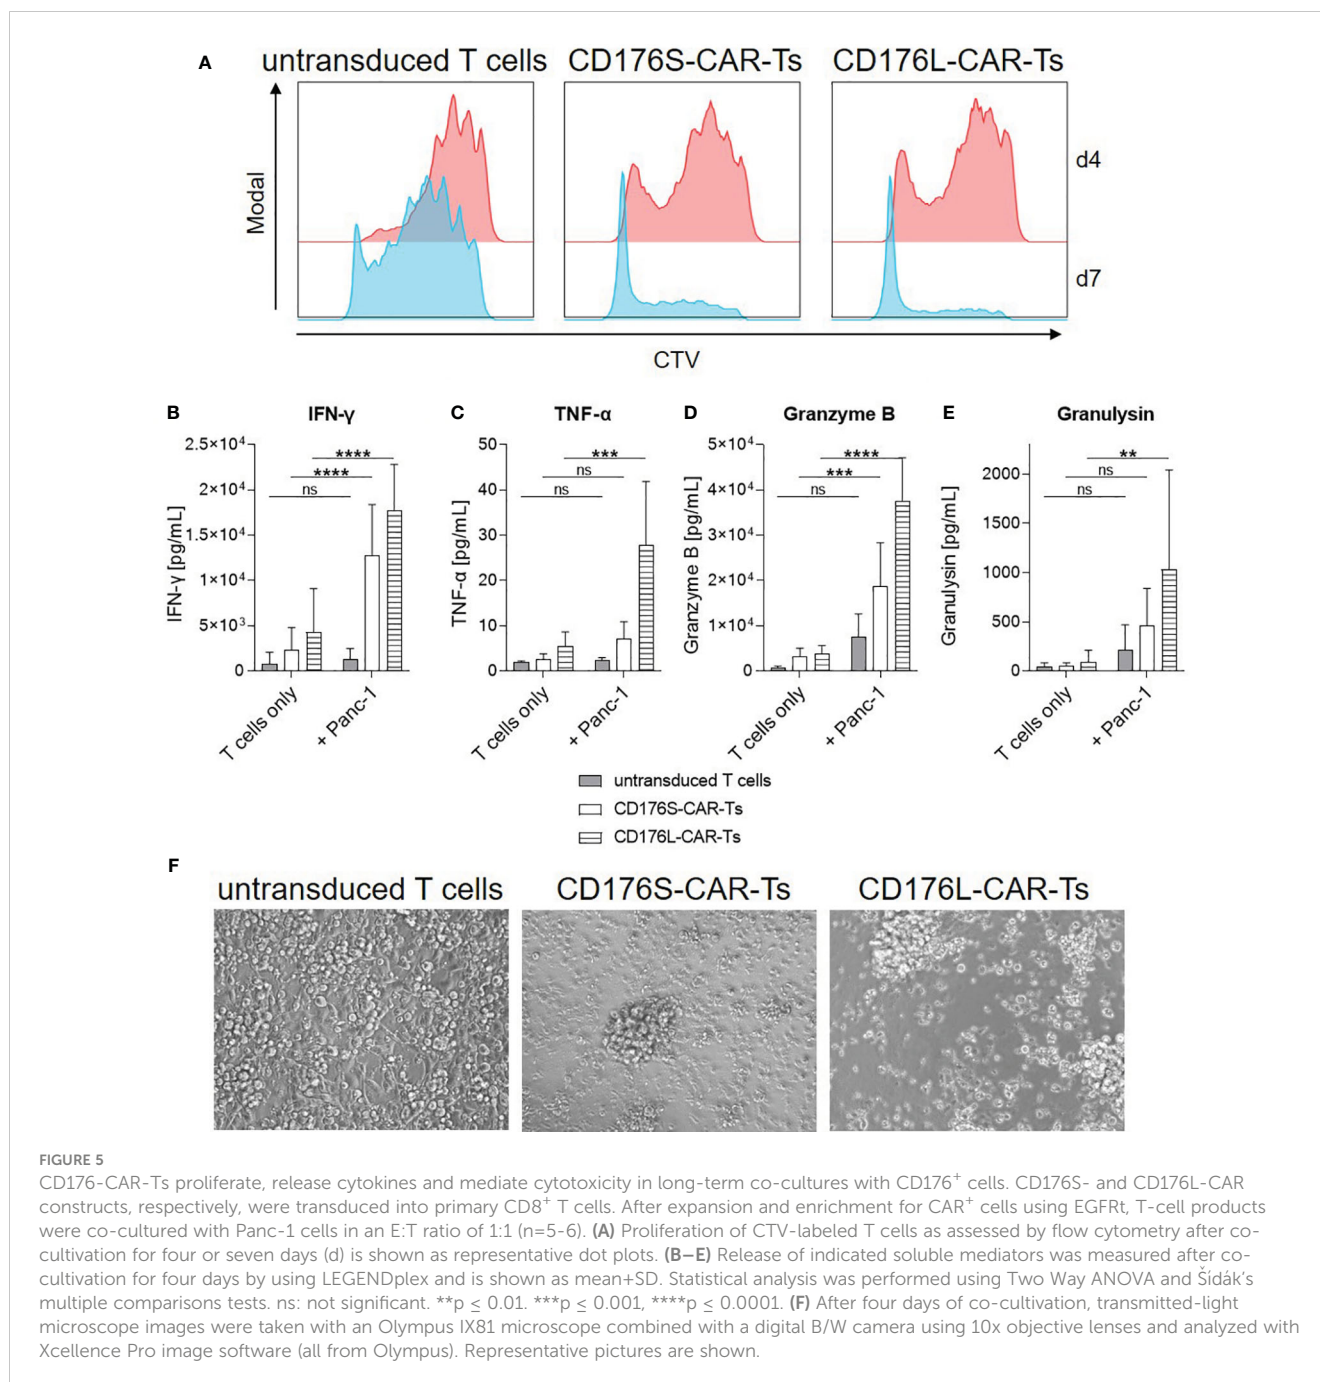 A
untransduced T cells
CD176S-CAR-Ts
CD176L-CAR-Ts
Modal
d4
d7
CTV
B
IFN-γ
IFN-γ [pg/mL]
2.5×10⁴
2×10⁴
1.5×10⁴
1×10⁴
5×10³
0
****
****
ns
T cells only
+ Panc-1
C
TNF-α
TNF-α [pg/mL]
50
40
30
20
10
0
***
ns
ns
T cells only
+ Panc-1
D
Granzyme B
Granzyme B [pg/mL]
5×10⁴
4×10⁴
3×10⁴
2×10⁴
1×10⁴
0
****
***
ns
T cells only
+ Panc-1
E
Granulysin
Granulysin [pg/mL]
2000
1500
1000
500
0
**
ns
ns
T cells only
+ Panc-1
untransduced T cells
CD176S-CAR-Ts
CD176L-CAR-Ts
F
untransduced T cells
CD176S-CAR-Ts
CD176L-CAR-Ts
FIGURE 5
CD176-CAR-Ts proliferate, release cytokines and mediate cytotoxicity in long-term co-cultures with CD176⁺ cells. CD176S- and CD176L-CAR
constructs, respectively, were transduced into primary CD8⁺ T cells. After expansion and enrichment for CAR⁺ cells using EGFRt, T-cell products
were co-cultured with Panc-1 cells in an E:T ratio of 1:1 (n=5-6). (A) Proliferation of CTV-labeled T cells as assessed by flow cytometry after co-
cultivation for four or seven days (d) is shown as representative dot plots. (B–E) Release of indicated soluble mediators was measured after co-
cultivation for four days by using LEGENDplex and is shown as mean+SD. Statistical analysis was performed using Two Way ANOVA and Šídák's
multiple comparisons tests. ns: not significant. **p ≤ 0.01. ***p ≤ 0.001, ****p ≤ 0.0001. (F) After four days of co-cultivation, transmitted-light
microscope images were taken with an Olympus IX81 microscope combined with a digital B/W camera using 10x objective lenses and analyzed with
Xcellence Pro image software (all from Olympus). Representative pictures are shown.